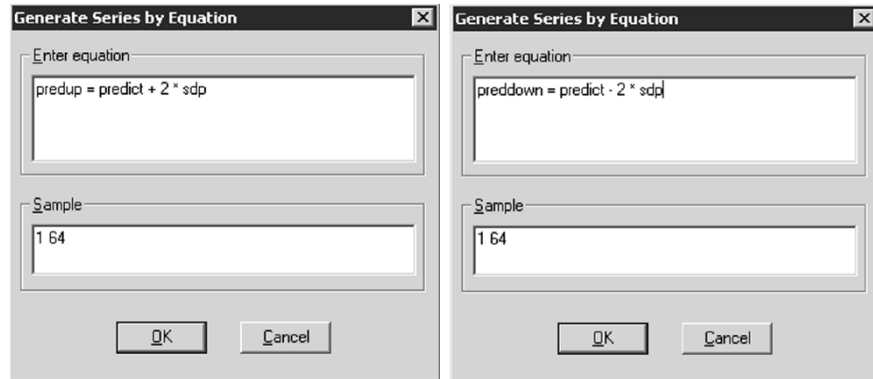 Generate Series by Equation
Enter equation
predup = predict + 2 * sdp
Sample
1 64
OK
Cancel
Generate Series by Equation
Enter equation
preddown = predict - 2 * sdp
Sample
1 64
OK
Cancel